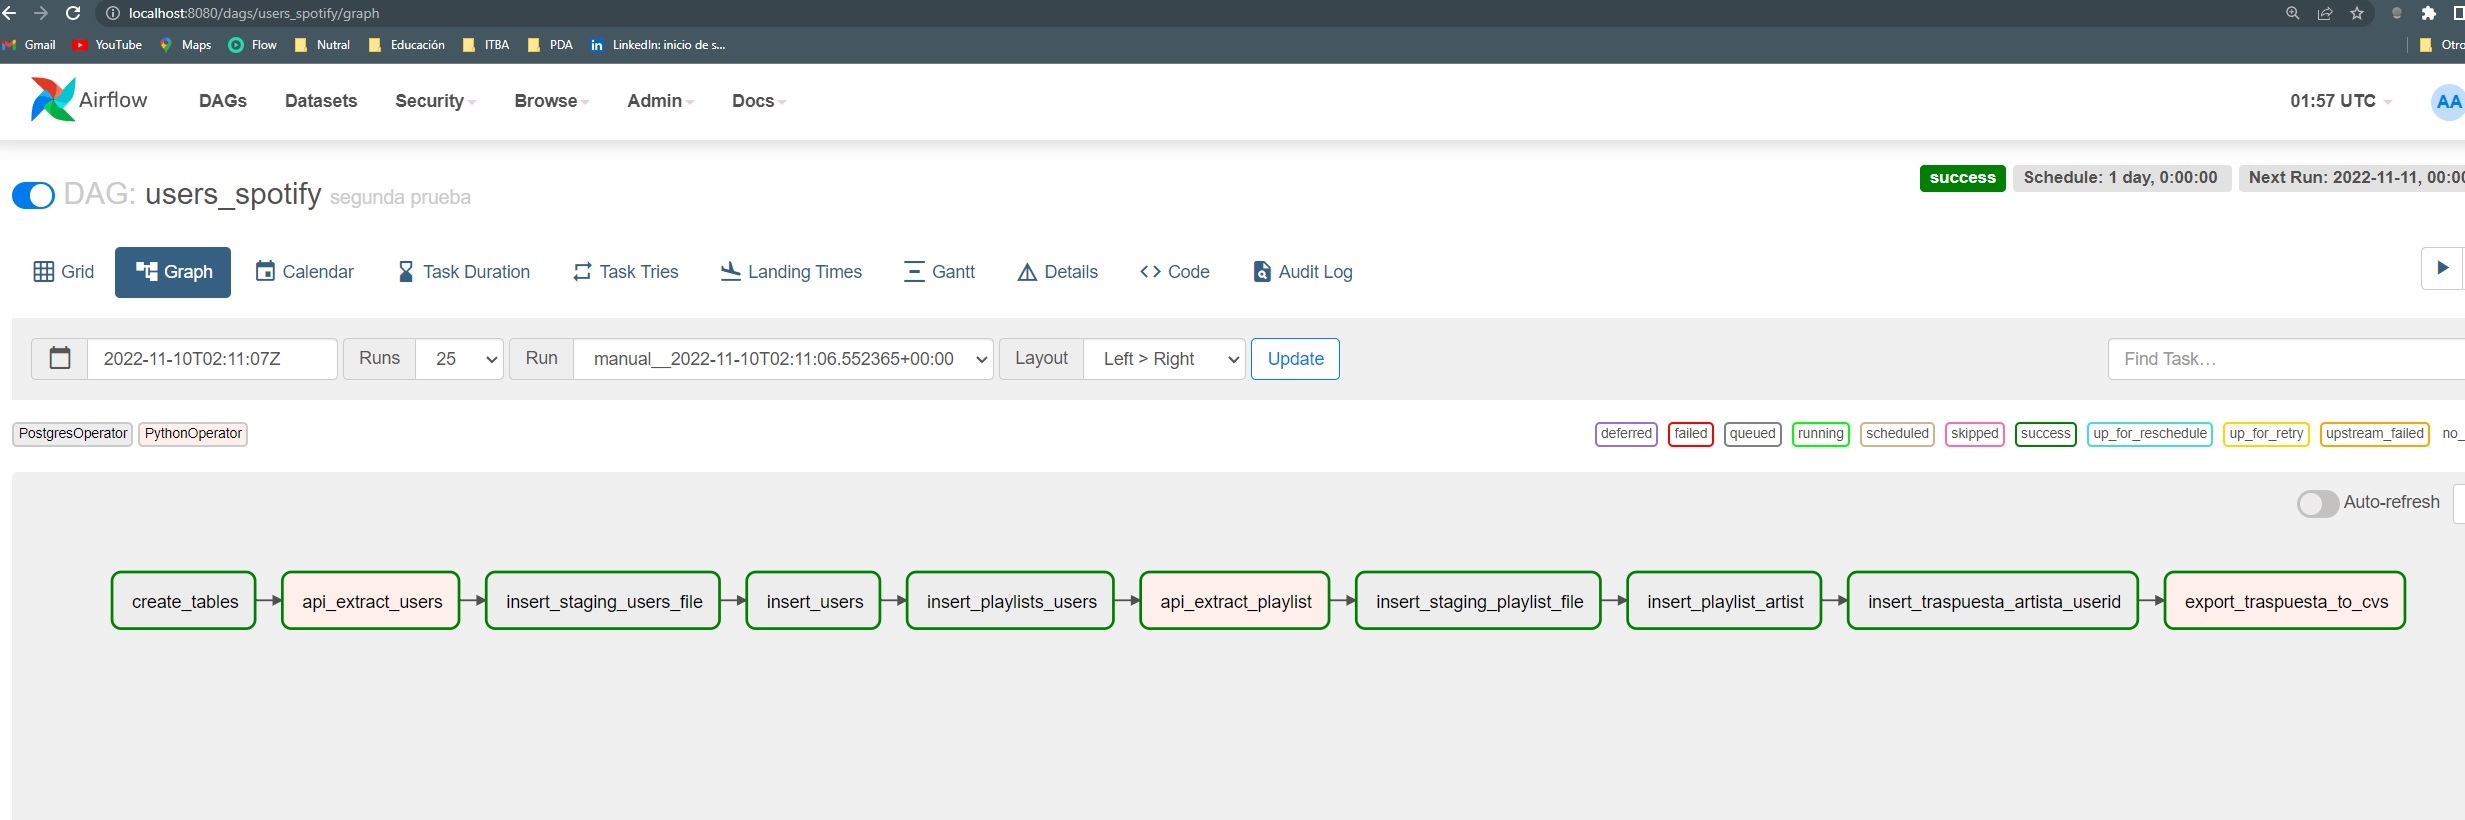 localhost:8080/dags/users_spotify/graph
Gmail YouTube Maps Flow Nutral Educación ITBA PDA LinkedIn: inicio de s... Otro
Airflow DAGs Datasets Security Browse Admin Docs 01:57 UTC AA
DAG: users_spotify segunda prueba success Schedule: 1 day, 0:00:00 Next Run: 2022-11-11, 00:00
Grid Graph Calendar Task Duration Task Tries Landing Times Gantt Details Code Audit Log
2022-11-10T02:11:07Z Runs 25 Run manual__2022-11-10T02:11:06.552365+00:00 Layout Left > Right Update Find Task…
PostgresOperator PythonOperator deferred failed queued running scheduled skipped success up_for_reschedule up_for_retry upstream_failed no_
Auto-refresh
create_tables api_extract_users insert_staging_users_file insert_users insert_playlists_users api_extract_playlist insert_staging_playlist_file insert_playlist_artist insert_traspuesta_artista_userid export_traspuesta_to_cvs